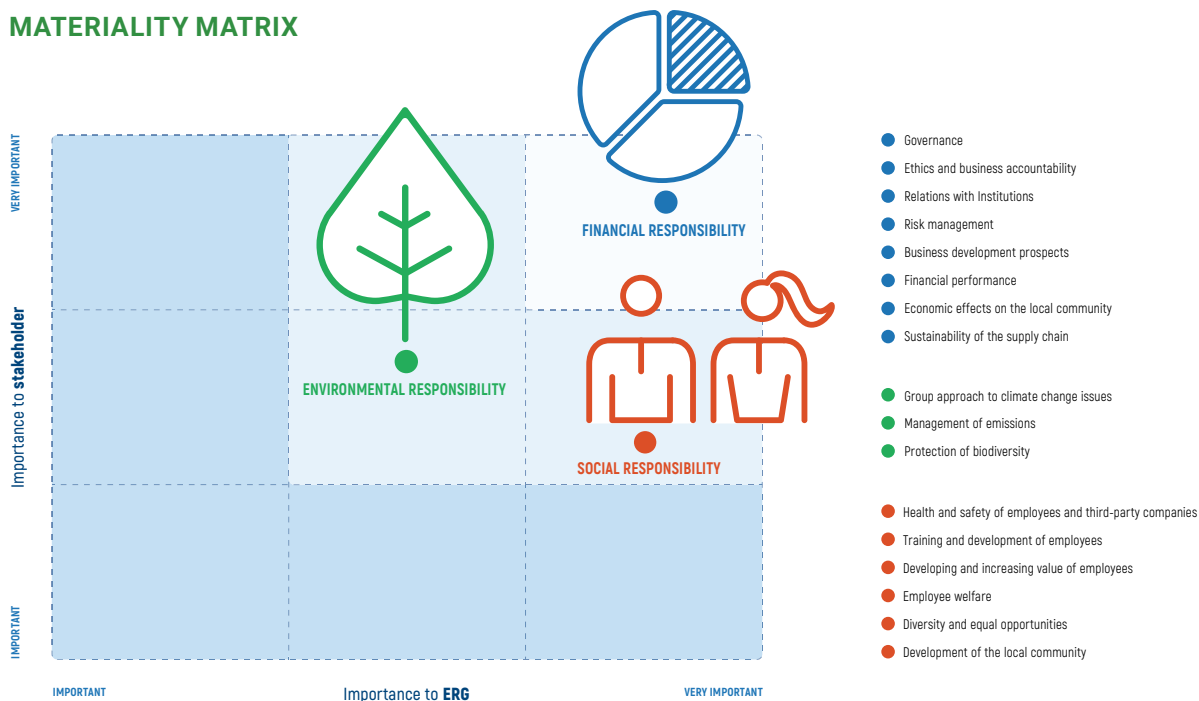 MATERIALITY MATRIX
VERY IMPORTANT
Importance to stakeholder
IMPORTANT
FINANCIAL RESPONSIBILITY
ENVIRONMENTAL RESPONSIBILITY
SOCIAL RESPONSIBILITY
IMPORTANT
Importance to ERG
VERY IMPORTANT
Governance
Ethics and business accountability
Relations with Institutions
Risk management
Business development prospects
Financial performance
Economic effects on the local community
Sustainability of the supply chain
Group approach to climate change issues
Management of emissions
Protection of biodiversity
Health and safety of employees and third-party companies
Training and development of employees
Developing and increasing value of employees
Employee welfare
Diversity and equal opportunities
Development of the local community